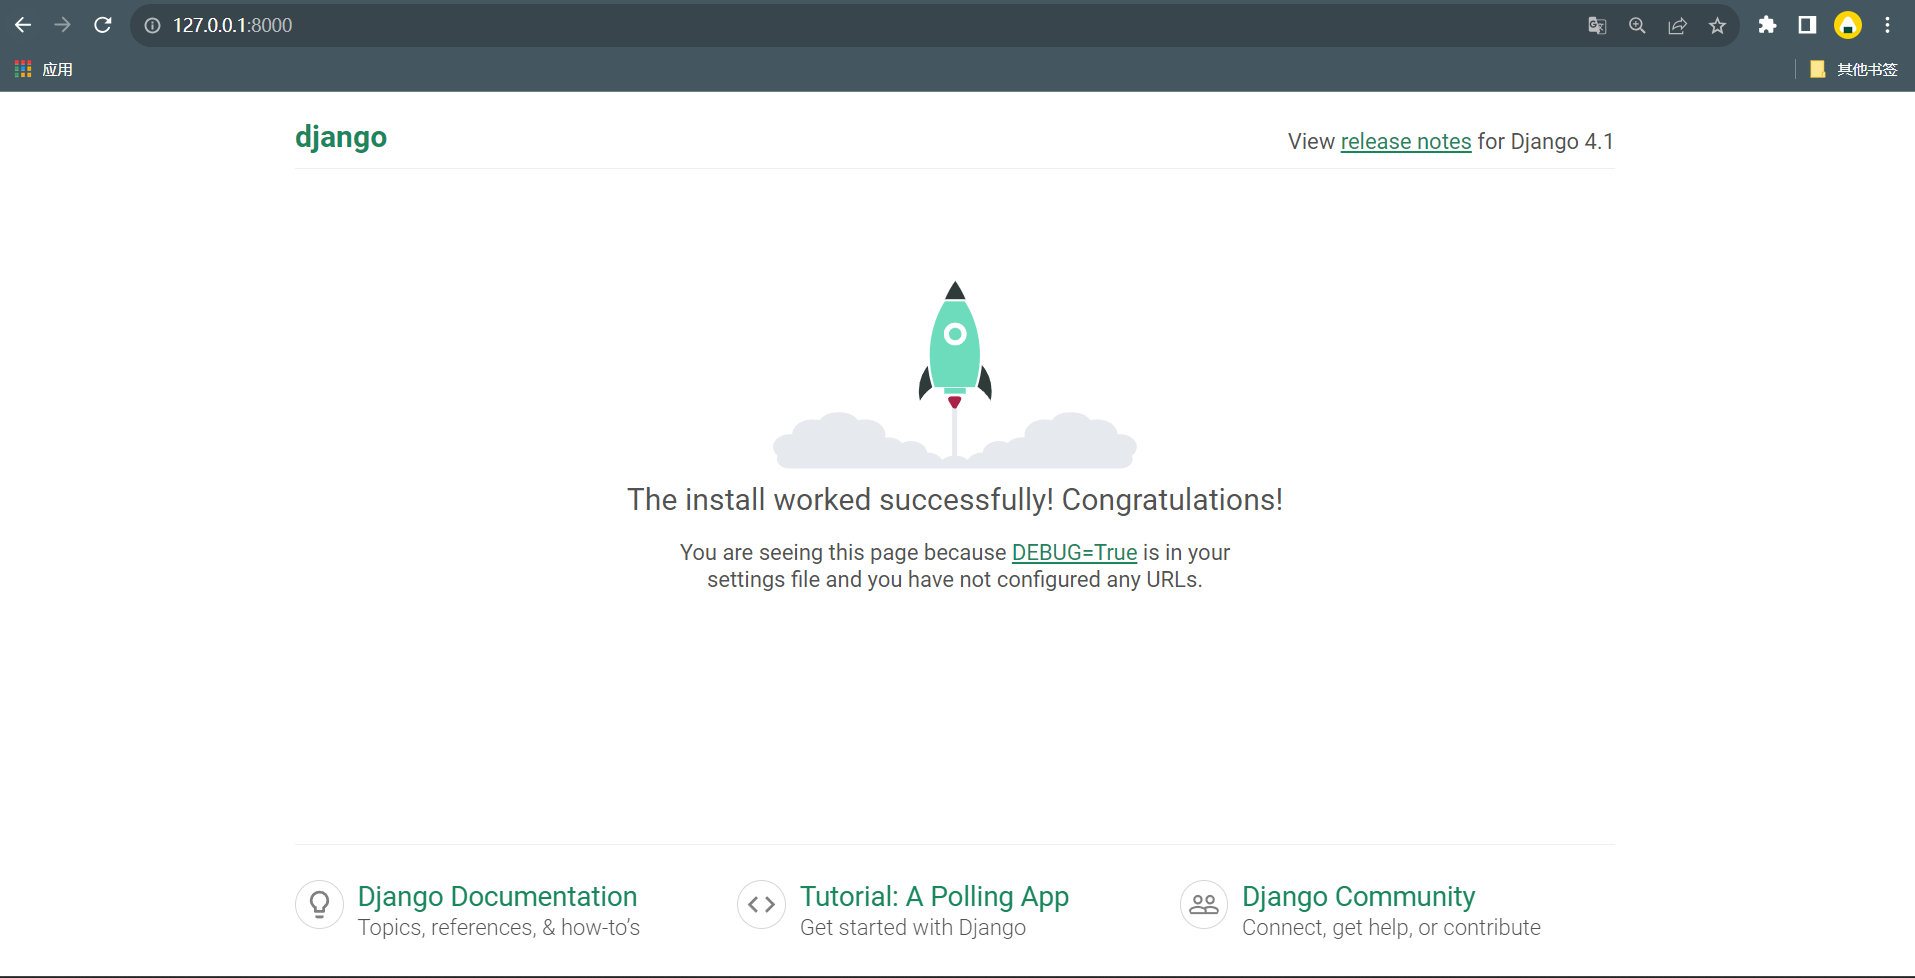 127.0.0.1:8000
应用
其他书签
django
View release notes for Django 4.1
The install worked successfully! Congratulations!
You are seeing this page because DEBUG=True is in your
settings file and you have not configured any URLs.
Django Documentation
Topics, references, & how-to’s
Tutorial: A Polling App
Get started with Django
Django Community
Connect, get help, or contribute